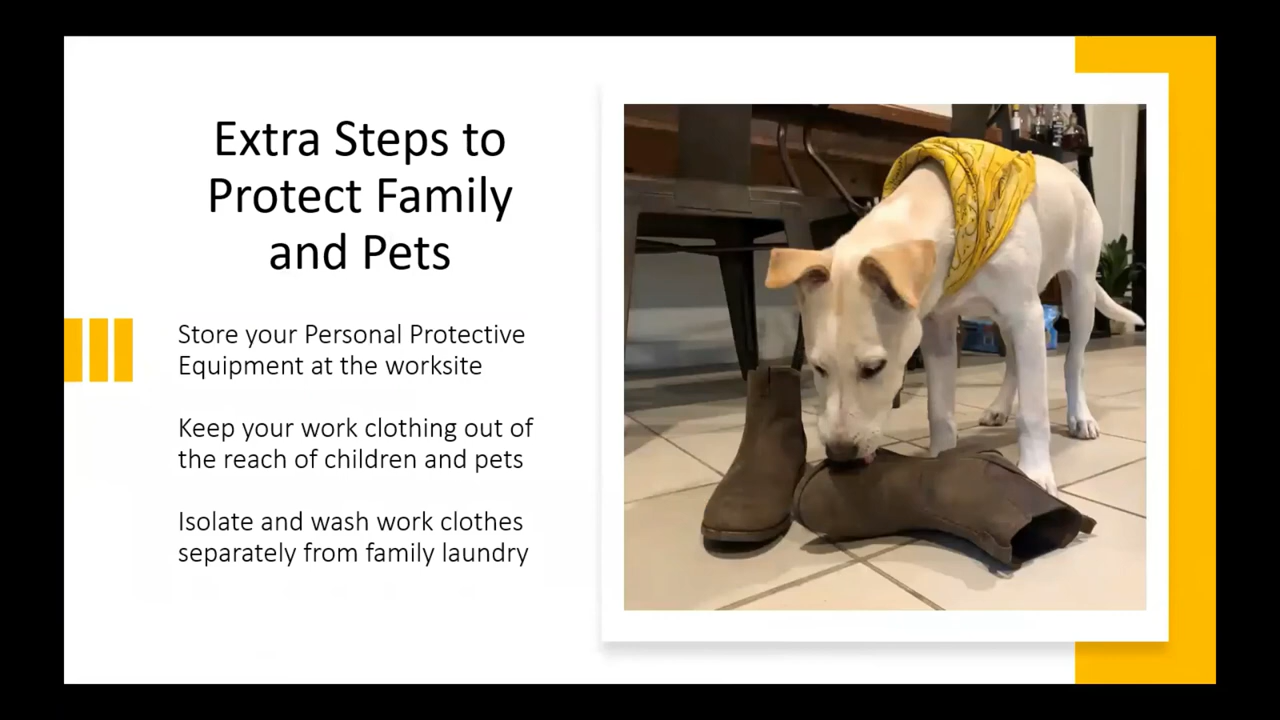 Extra Steps to
Protect Family
and Pets
Store your Personal Protective
Equipment at the worksite
Keep your work clothing out of
the reach of children and pets
Isolate and wash work clothes
separately from family laundry